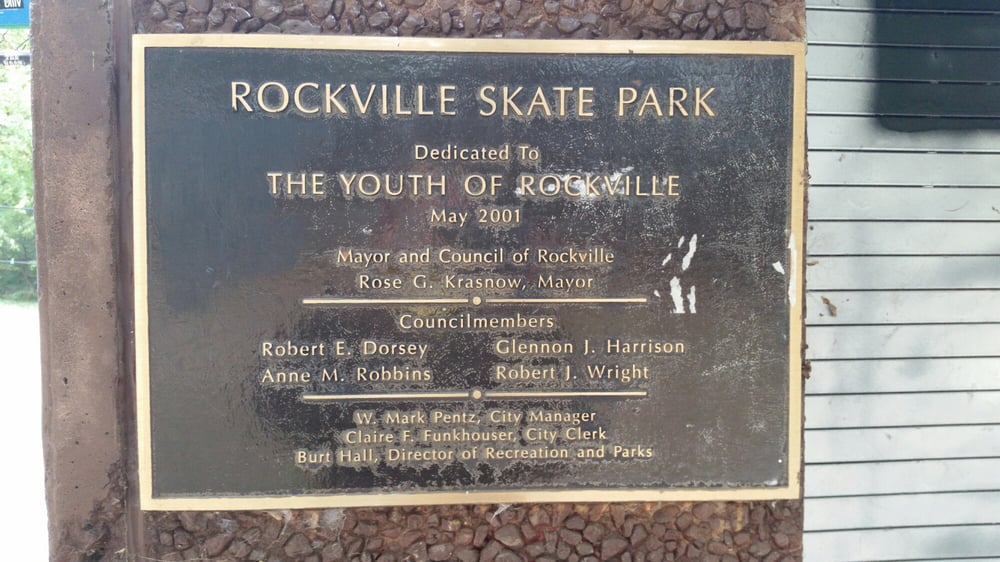 ROCKVILLE SKATE PARK
Dedicated To
THE YOUTH OF ROCKVILLE
May 2001
Mayor and Council of Rockville
Rose G. Krasnow, Mayor
Councilmembers
Robert E. Dorsey Glennon J. Harrison
Anne M. Robbins Robert J. Wright
W. Mark Pentz, City Manager
Claire F. Funkhouser, City Clerk
Burt Hall, Director of Recreation and Parks